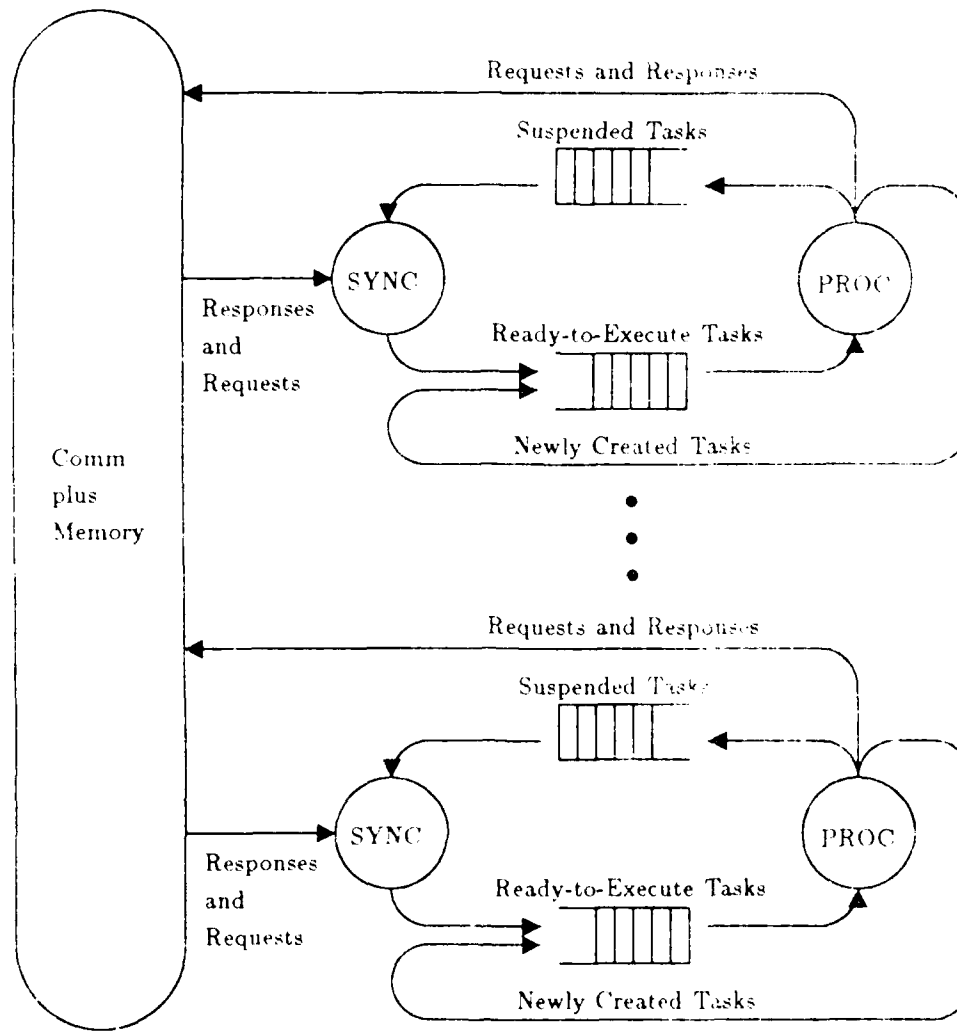 Requests and Responses
Suspended Tasks
SYNC
PROC
Responses
and
Requests
Ready-to-Execute Tasks
Newly Created Tasks
Comm
plus
Memory
Requests and Responses
Suspended Tasks
SYNC
PROC
Responses
and
Requests
Ready-to-Execute Tasks
Newly Created Tasks